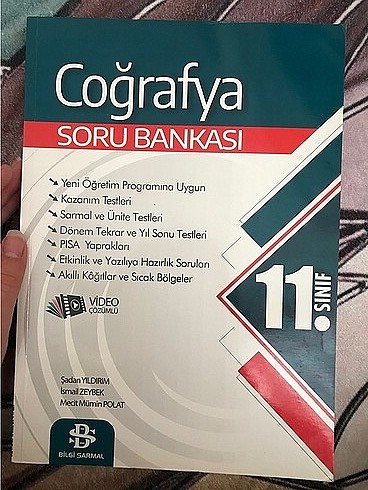 Coğrafya
SORU BANKASI
Yeni Öğretim Programına Uygun
Kazanım Testleri
Sarmal ve Ünite Testleri
Dönem Tekrar ve Yıl Sonu Testleri
PISA Yaprakları
Etkinlik ve Yazılıya Hazırlık Soruları
Akıllı Kâğıtlar ve Sıcak Bölgeler
11. SINIF
VİDEO
ÇÖZÜMLÜ
Şadan YILDIRIM
İsmail ZEYBEK
Mecit Mümin POLAT
BİLGİ SARMAL